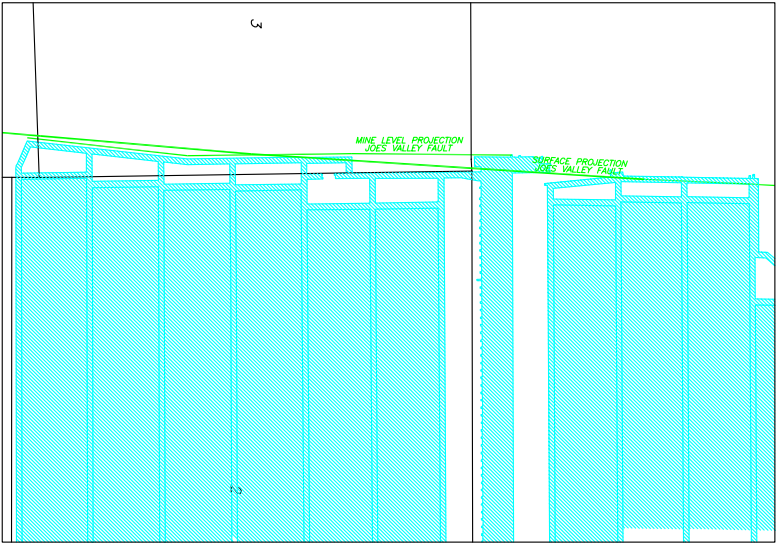 3
MINE LEVEL PROJECTION
JOES VALLEY FAULT
SURFACE PROJECTION
JOES VALLEY FAULT
2